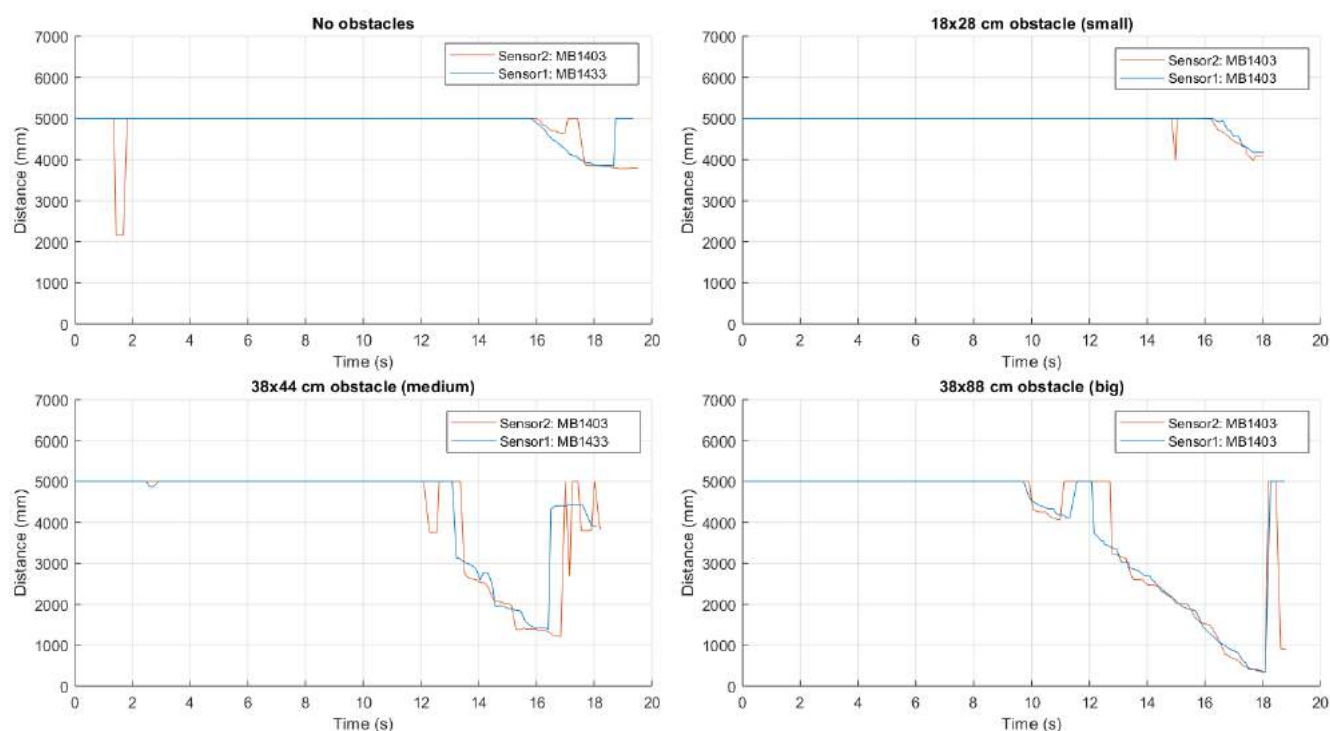 No obstacles
7000
6000
5000
4000
3000
2000
1000
0
Distance (mm)
Sensor2: MB1403
Sensor1: MB1433
0 2 4 6 8 10 12 14 16 18 20
Time (s)
18x28 cm obstacle (small)
7000
6000
5000
4000
3000
2000
1000
0
Distance (mm)
Sensor2: MB1403
Sensor1: MB1403
0 2 4 6 8 10 12 14 16 18 20
Time (s)
38x44 cm obstacle (medium)
7000
6000
5000
4000
3000
2000
1000
0
Distance (mm)
Sensor2: MB1403
Sensor1: MB1433
0 2 4 6 8 10 12 14 16 18 20
Time (s)
38x88 cm obstacle (big)
7000
6000
5000
4000
3000
2000
1000
0
Distance (mm)
Sensor2: MB1403
Sensor1: MB1403
0 2 4 6 8 10 12 14 16 18 20
Time (s)